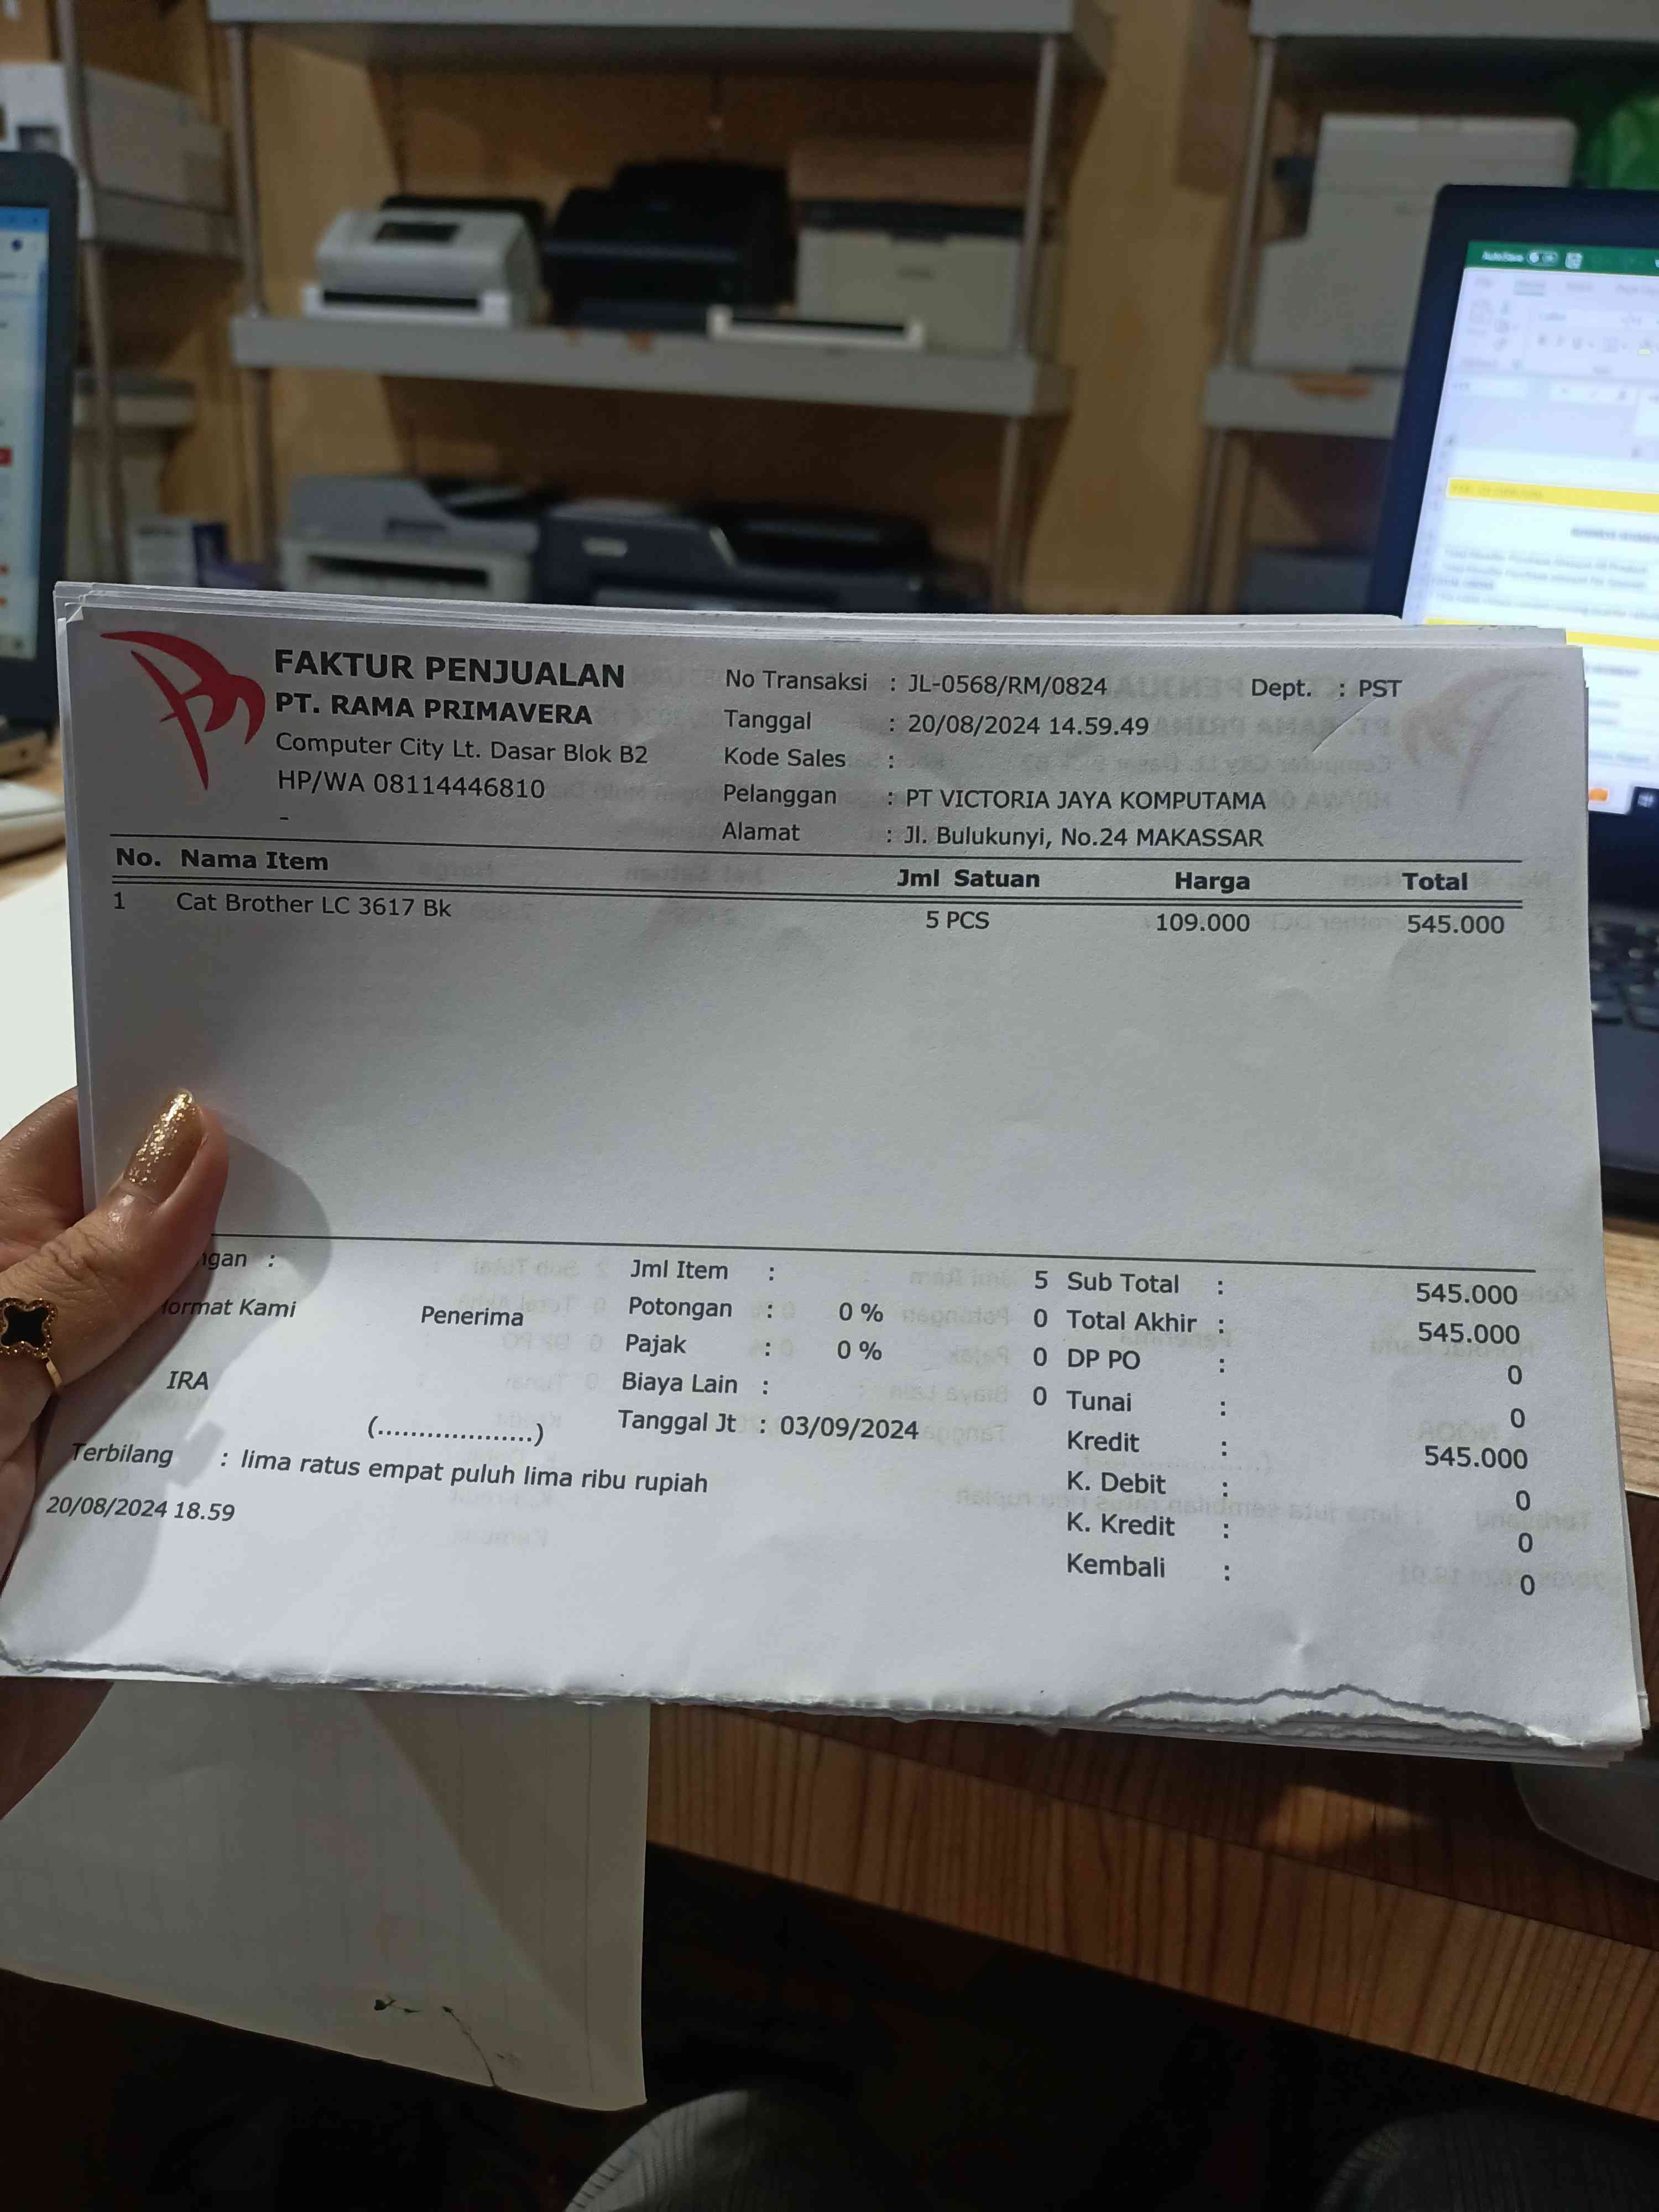 FAKTUR PENJUALAN
PT. RAMA PRIMAVERA
Computer City Lt. Dasar Blok B2
HP/WA 08114446810
-
No Transaksi : JL-0568/RM/0824 Dept. : PST
Tanggal : 20/08/2024 14.59.49
Kode Sales :
Pelanggan : PT VICTORIA JAYA KOMPUTAMA
Alamat : Jl. Bulukunyi, No.24 MAKASSAR
No. Nama Item Jml Satuan Harga Total
1 Cat Brother LC 3617 Bk 5 PCS 109.000 545.000
ngan :
Hormat Kami Penerima
IRA
(...................)
Jml Item : 5
Potongan : 0 % 0
Pajak : 0 % 0
Biaya Lain : 0
Tanggal Jt : 03/09/2024
Sub Total : 545.000
Total Akhir : 545.000
DP PO : 0
Tunai : 0
Kredit : 545.000
K. Debit : 0
K. Kredit : 0
Kembali : 0
Terbilang : lima ratus empat puluh lima ribu rupiah
20/08/2024 18.59
AutoSave